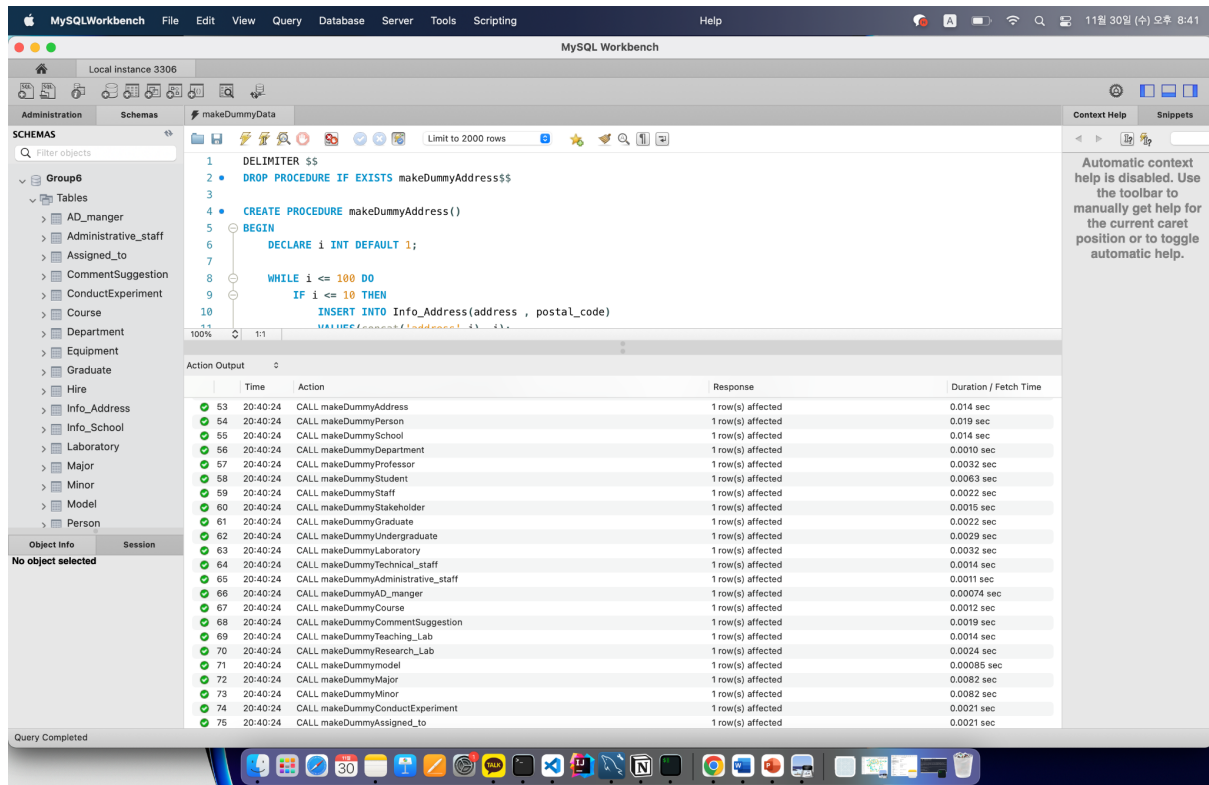 MySQLWorkbench File Edit View Query Database Server Tools Scripting Help A 11월 30일 (수) 오후 8:41
MySQL Workbench
Local instance 3306
Administration Schemas makeDummyData Context Help Snippets
SCHEMAS
Filter objects
Limit to 2000 rows
Group6
Tables
AD_manger
Administrative_staff
Assigned_to
CommentSuggestion
ConductExperiment
Course
Department
Equipment
Graduate
Hire
Info_Address
Info_School
Laboratory
Major
Minor
Model
Person
Object Info Session
No object selected
1 DELIMITER $$
2 DROP PROCEDURE IF EXISTS makeDummyAddress$$
3
4 CREATE PROCEDURE makeDummyAddress()
5 BEGIN
6 DECLARE i INT DEFAULT 1;
7
8 WHILE i <= 100 DO
9 IF i <= 10 THEN
10 INSERT INTO Info_Address(address , postal_code)
11 VALUES(concat('address',i), i);
100% 1:1
Automatic context
help is disabled. Use
the toolbar to
manually get help for
the current caret
position or to toggle
automatic help.
Action Output
Time Action Response Duration / Fetch Time
53 20:40:24 CALL makeDummyAddress 1 row(s) affected 0.014 sec
54 20:40:24 CALL makeDummyPerson 1 row(s) affected 0.019 sec
55 20:40:24 CALL makeDummySchool 1 row(s) affected 0.014 sec
56 20:40:24 CALL makeDummyDepartment 1 row(s) affected 0.0010 sec
57 20:40:24 CALL makeDummyProfessor 1 row(s) affected 0.0032 sec
58 20:40:24 CALL makeDummyStudent 1 row(s) affected 0.0063 sec
59 20:40:24 CALL makeDummyStaff 1 row(s) affected 0.0022 sec
60 20:40:24 CALL makeDummyStakeholder 1 row(s) affected 0.0015 sec
61 20:40:24 CALL makeDummyGraduate 1 row(s) affected 0.0022 sec
62 20:40:24 CALL makeDummyUndergraduate 1 row(s) affected 0.0029 sec
63 20:40:24 CALL makeDummyLaboratory 1 row(s) affected 0.0032 sec
64 20:40:24 CALL makeDummyTechnical_staff 1 row(s) affected 0.0014 sec
65 20:40:24 CALL makeDummyAdministrative_staff 1 row(s) affected 0.0011 sec
66 20:40:24 CALL makeDummyAD_manger 1 row(s) affected 0.00074 sec
67 20:40:24 CALL makeDummyCourse 1 row(s) affected 0.0012 sec
68 20:40:24 CALL makeDummyCommentSuggestion 1 row(s) affected 0.0019 sec
69 20:40:24 CALL makeDummyTeaching_Lab 1 row(s) affected 0.0014 sec
70 20:40:24 CALL makeDummyResearch_Lab 1 row(s) affected 0.0024 sec
71 20:40:24 CALL makeDummymodel 1 row(s) affected 0.00085 sec
72 20:40:24 CALL makeDummyMajor 1 row(s) affected 0.0082 sec
73 20:40:24 CALL makeDummyMinor 1 row(s) affected 0.0082 sec
74 20:40:24 CALL makeDummyConductExperiment 1 row(s) affected 0.0021 sec
75 20:40:24 CALL makeDummyAssigned_to 1 row(s) affected 0.0021 sec
Query Completed
30 TALK